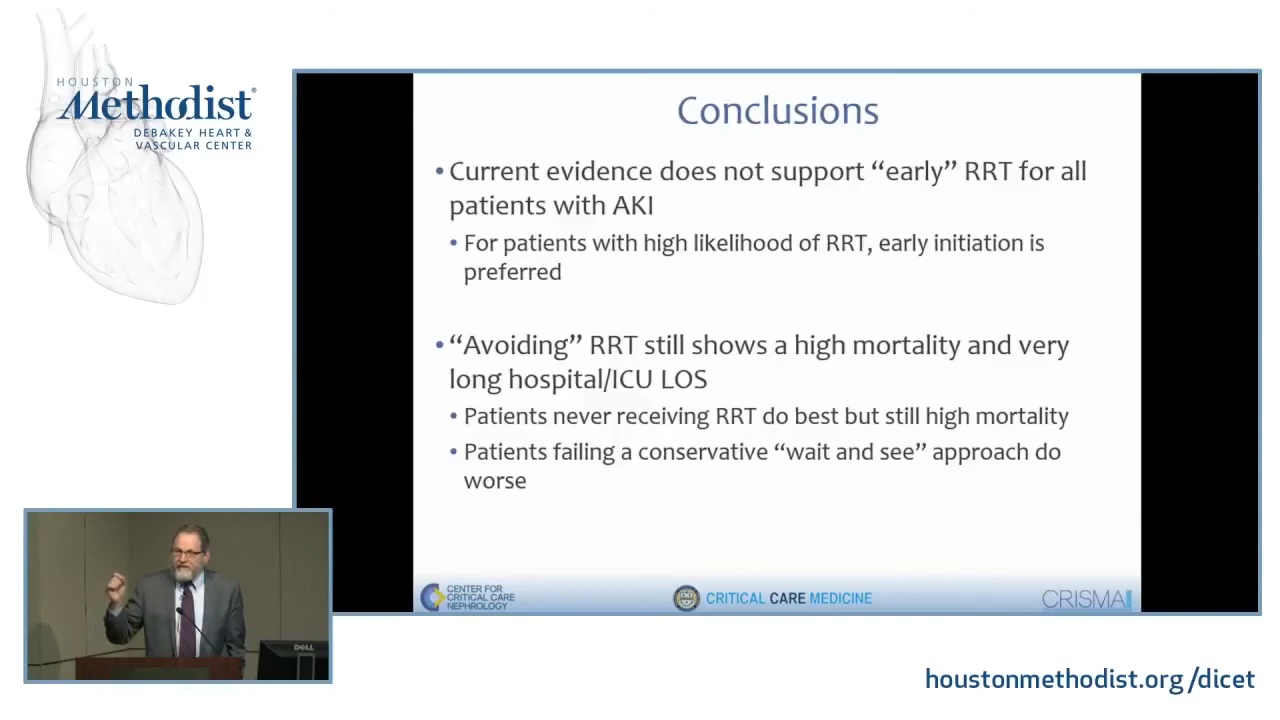 HOUSTON
Methodist®
DEBAKEY HEART &
VASCULAR CENTER
Conclusions
• Current evidence does not support “early” RRT for all
patients with AKI
• For patients with high likelihood of RRT, early initiation is
preferred
• “Avoiding” RRT still shows a high mortality and very
long hospital/ICU LOS
• Patients never receiving RRT do best but still high mortality
• Patients failing a conservative “wait and see” approach do
worse
CENTER FOR
CRITICAL CARE
NEPHROLOGY
CRITICAL CARE MEDICINE
CRISMA
DELL
houstonmethodist.org/dicet